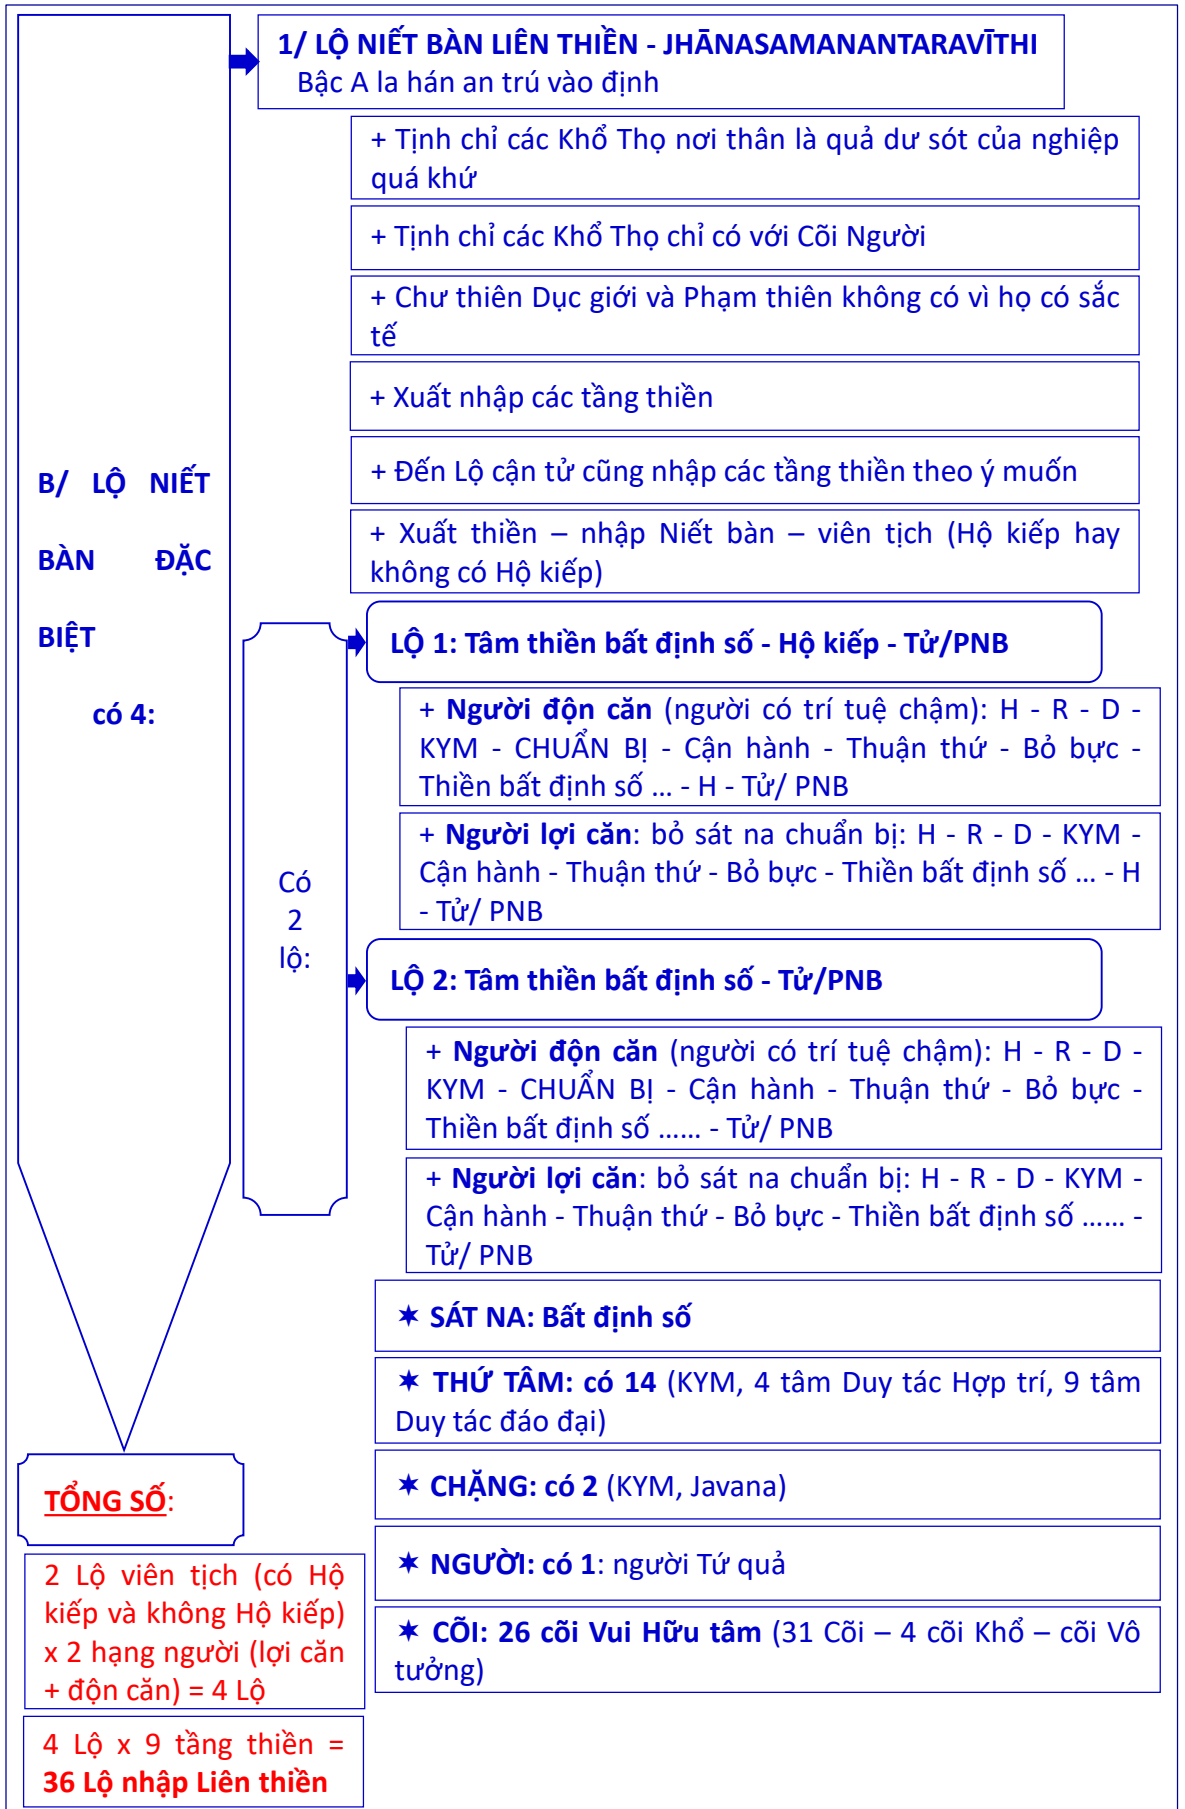 1/ LỘ NIẾT BÀN LIÊN THIỀN - JHĀNASAMANANTARAVĪTHI
Bậc A la hán an trú vào định
+ Tịnh chỉ các Khổ Thọ nơi thân là quả dư sót của nghiệp
quá khứ
+ Tịnh chỉ các Khổ Thọ chỉ có với Cõi Người
+ Chư thiên Dục giới và Phạm thiên không có vì họ có sắc
tế
+ Xuất nhập các tầng thiền
+ Đến Lộ cận tử cũng nhập các tầng thiền theo ý muốn
+ Xuất thiền – nhập Niết bàn – viên tịch (Hộ kiếp hay
không có Hộ kiếp)
B/ LỘ NIẾT
BÀN ĐẶC
BIỆT
có 4:
Có
2
lộ:
LỘ 1: Tâm thiền bất định số - Hộ kiếp - Tử/PNB
+ Người độn căn (người có trí tuệ chậm): H - R - D -
KYM - CHUẨN BỊ - Cận hành - Thuận thứ - Bỏ bực -
Thiền bất định số ... - H - Tử/ PNB
+ Người lợi căn: bỏ sát na chuẩn bị: H - R - D - KYM -
Cận hành - Thuận thứ - Bỏ bực - Thiền bất định số ... - H
- Tử/ PNB
LỘ 2: Tâm thiền bất định số - Tử/PNB
+ Người độn căn (người có trí tuệ chậm): H - R - D -
KYM - CHUẨN BỊ - Cận hành - Thuận thứ - Bỏ bực -
Thiền bất định số ...... - Tử/ PNB
+ Người lợi căn: bỏ sát na chuẩn bị: H - R - D - KYM -
Cận hành - Thuận thứ - Bỏ bực - Thiền bất định số ...... -
Tử/ PNB
✶ SÁT NA: Bất định số
✶ THỨ TÂM: có 14 (KYM, 4 tâm Duy tác Hợp trí, 9 tâm
Duy tác đáo đại)
✶ CHẶNG: có 2 (KYM, Javana)
✶ NGƯỜI: có 1: người Tứ quả
✶ CÕI: 26 cõi Vui Hữu tâm (31 Cõi – 4 cõi Khổ – cõi Vô
tưởng)
TỔNG SỐ:
2 Lộ viên tịch (có Hộ
kiếp và không Hộ kiếp)
x 2 hạng người (lợi căn
+ độn căn) = 4 Lộ
4 Lộ x 9 tầng thiền =
36 Lộ nhập Liên thiền